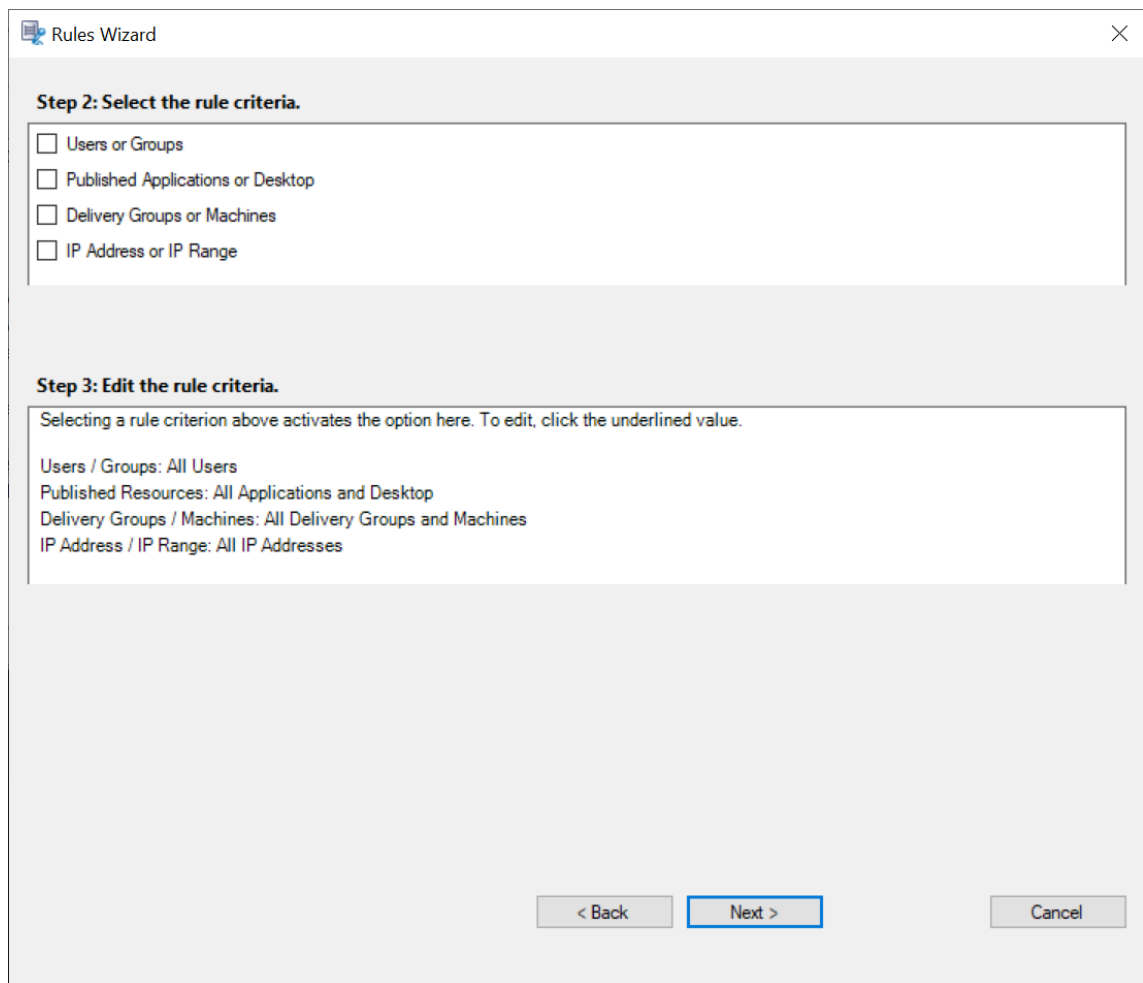 Rules Wizard
Step 2: Select the rule criteria.
Users or Groups
Published Applications or Desktop
Delivery Groups or Machines
IP Address or IP Range
Step 3: Edit the rule criteria.
Selecting a rule criterion above activates the option here. To edit, click the underlined value.
Users / Groups: All Users
Published Resources: All Applications and Desktop
Delivery Groups / Machines: All Delivery Groups and Machines
IP Address / IP Range: All IP Addresses
< Back Next > Cancel